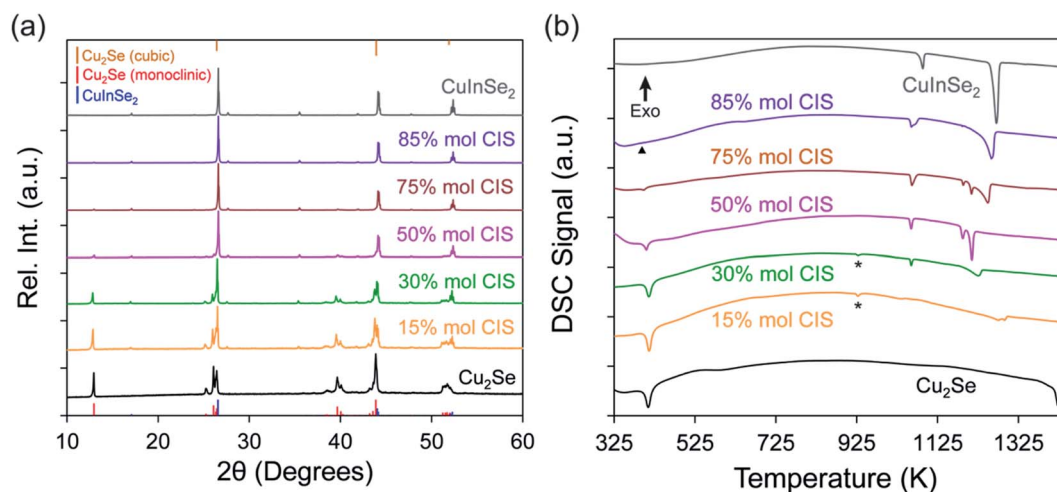 (a)
Cu₂Se (cubic)
Cu₂Se (monoclinic)
CuInSe₂
CuInSe₂
85% mol CIS
75% mol CIS
50% mol CIS
30% mol CIS
15% mol CIS
Cu₂Se
Rel. Int. (a.u.)
10 20 30 40 50 60
2θ (Degrees)
(b)
CuInSe₂
Exo
85% mol CIS
75% mol CIS
50% mol CIS
30% mol CIS
*
15% mol CIS
*
Cu₂Se
DSC Signal (a.u.)
325 525 725 925 1125 1325
Temperature (K)